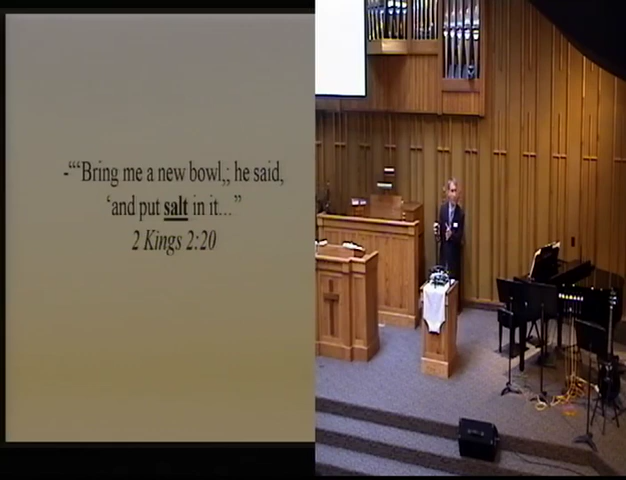 -"“Bring me a new bowl,; he said,
‘and put salt in it...”
2 Kings 2:20